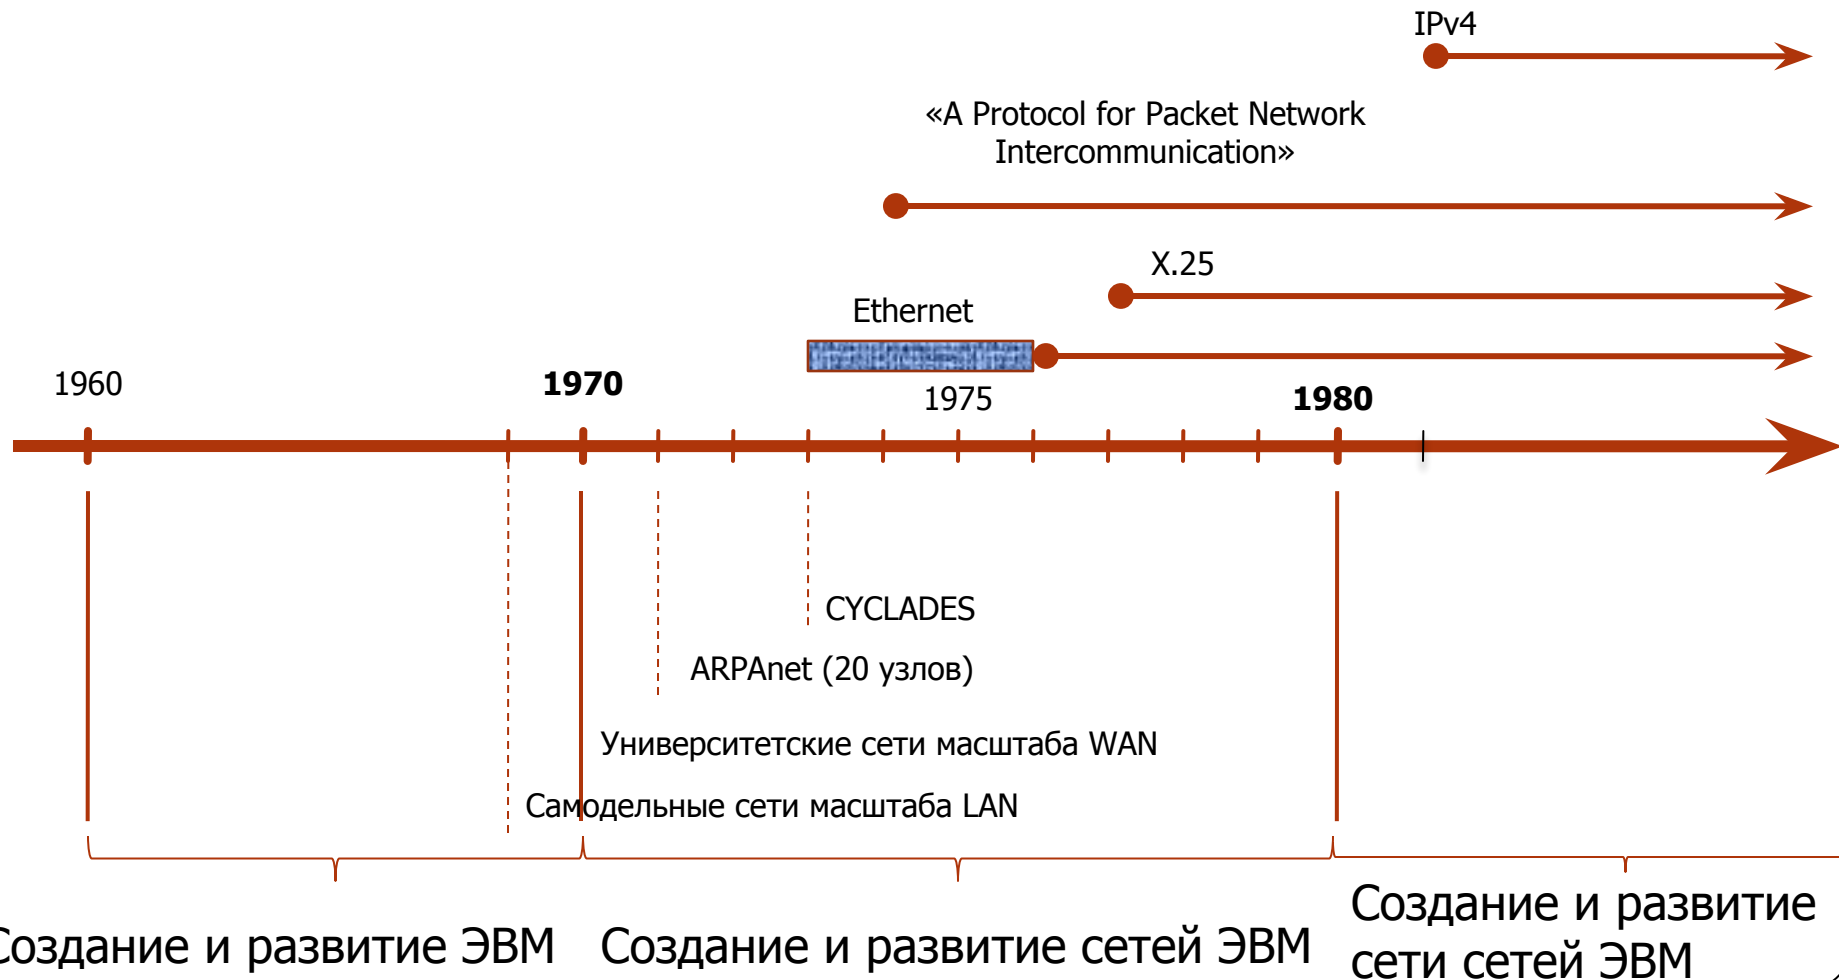 IPv4
«A Protocol for Packet Network
Intercommunication»
X.25
Ethernet
1960
1970
1975
1980
CYCLADES
ARPAnet (20 узлов)
Университетские сети масштаба WAN
Самодельные сети масштаба LAN
Создание и развитие ЭВМ
Создание и развитие сетей ЭВМ
Создание и развитие
сети сетей ЭВМ